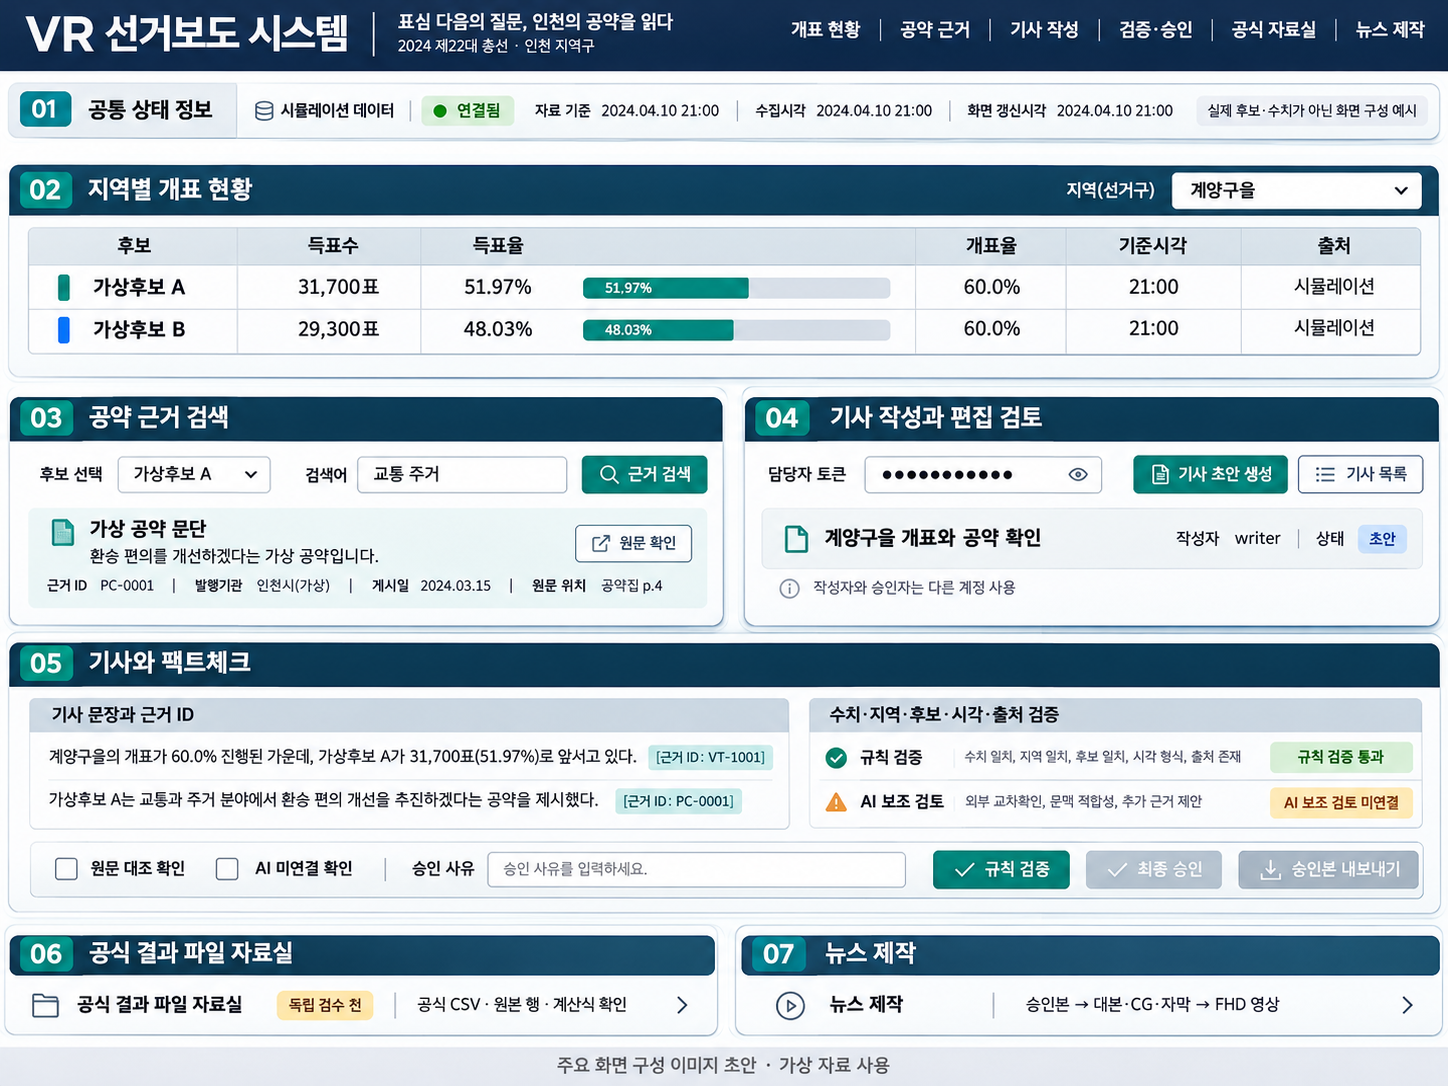 VR 선거보도 시스템
표심 다음의 질문, 인천의 공약을 읽다
2024 제22대 총선 · 인천 지역구
개표 현황 | 공약 근거 | 기사 작성 | 검증·승인 | 공식 자료실 | 뉴스 제작
01 공통 상태 정보 시뮬레이션 데이터 | 연결됨 자료 기준 2024.04.10 21:00 | 수집시각 2024.04.10 21:00 | 화면 갱신시각 2024.04.10 21:00 실제 후보·수치가 아닌 화면 구성 예시
02 지역별 개표 현황 지역(선거구) 계양구을
후보 득표수 득표율 개표율 기준시각 출처
가상후보 A 31,700표 51.97% 51,97% 60.0% 21:00 시뮬레이션
가상후보 B 29,300표 48.03% 48.03% 60.0% 21:00 시뮬레이션
03 공약 근거 검색
후보 선택 가상후보 A 검색어 교통 주거 근거 검색
가상 공약 문단
환송 편의를 개선하겠다는 가상 공약입니다.
원문 확인
근거 ID PC-0001 | 발행기관 인천시(가상) | 게시일 2024.03.15 | 원문 위치 공약집 p.4
04 기사 작성과 편집 검토
담당자 토큰 ●●●●●●●●●●● 기사 초안 생성 기사 목록
계양구을 개표와 공약 확인 작성자 writer | 상태 초안
작성자와 승인자는 다른 계정 사용
05 기사와 팩트체크
기사 문장과 근거 ID
계양구을의 개표가 60.0% 진행된 가운데, 가상후보 A가 31,700표(51.97%)로 앞서고 있다. [근거 ID: VT-1001]
가상후보 A는 교통과 주거 분야에서 환송 편의 개선을 추진하겠다는 공약을 제시했다. [근거 ID: PC-0001]
수치·지역·후보·시각·출처 검증
규칙 검증 수치 일치, 지역 일치, 후보 일치, 시각 형식, 출처 존재 규칙 검증 통과
AI 보조 검토 외부 교차확인, 문맥 적합성, 추가 근거 제안 AI 보조 검토 미연결
원문 대조 확인 AI 미연결 확인 | 승인 사유 승인 사유를 입력하세요. 규칙 검증 최종 승인 숭인본 내보내기
06 공식 결과 파일 자료실
공식 결과 파일 자료실 독립 검수 천 | 공식 CSV · 원본 행 · 계산식 확인
07 뉴스 제작
뉴스 제작 | 승인본 → 대본·CG·자막 → FHD 영상
주요 화면 구성 이미지 초안 · 가상 자료 사용